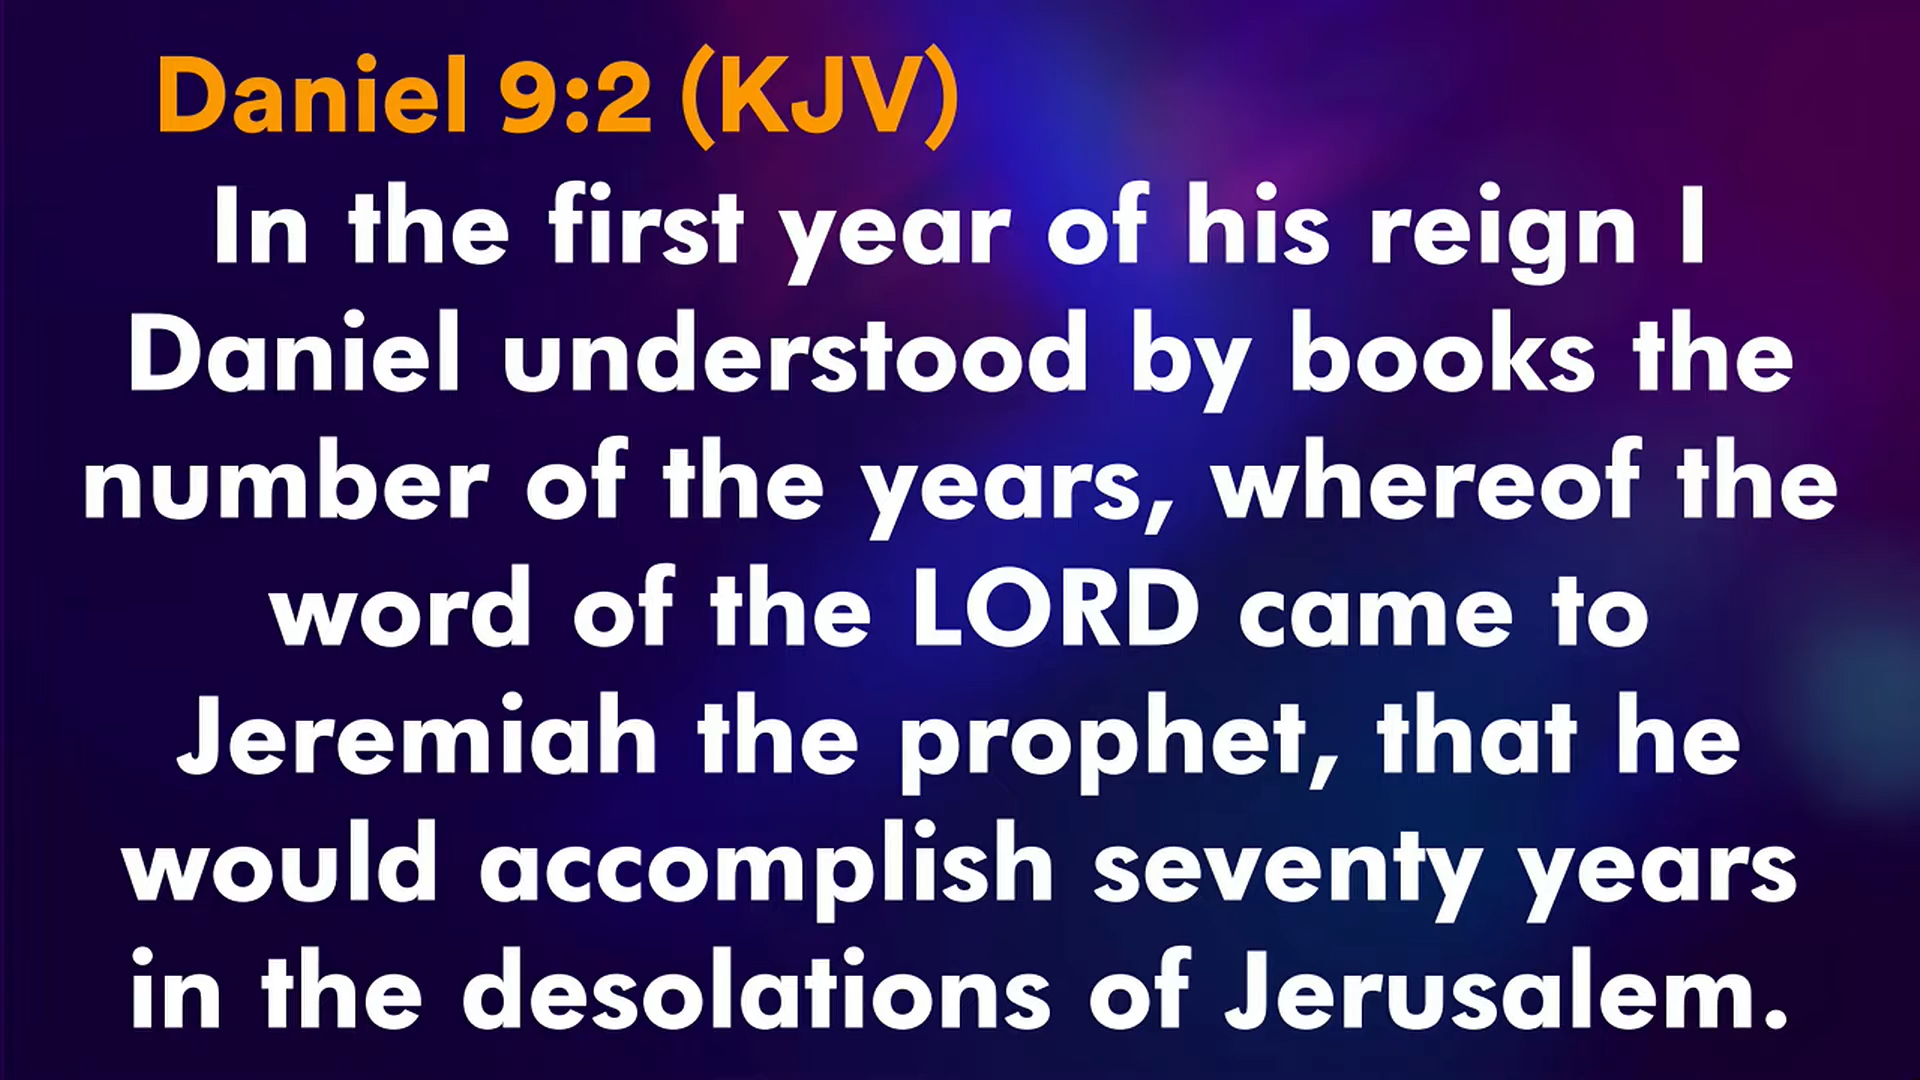 Daniel 9:2 (KJV)
In the first year of his reign I
Daniel understood by books the
number of the years, whereof the
word of the LORD came to
Jeremiah the prophet, that he
would accomplish seventy years
in the desolations of Jerusalem.